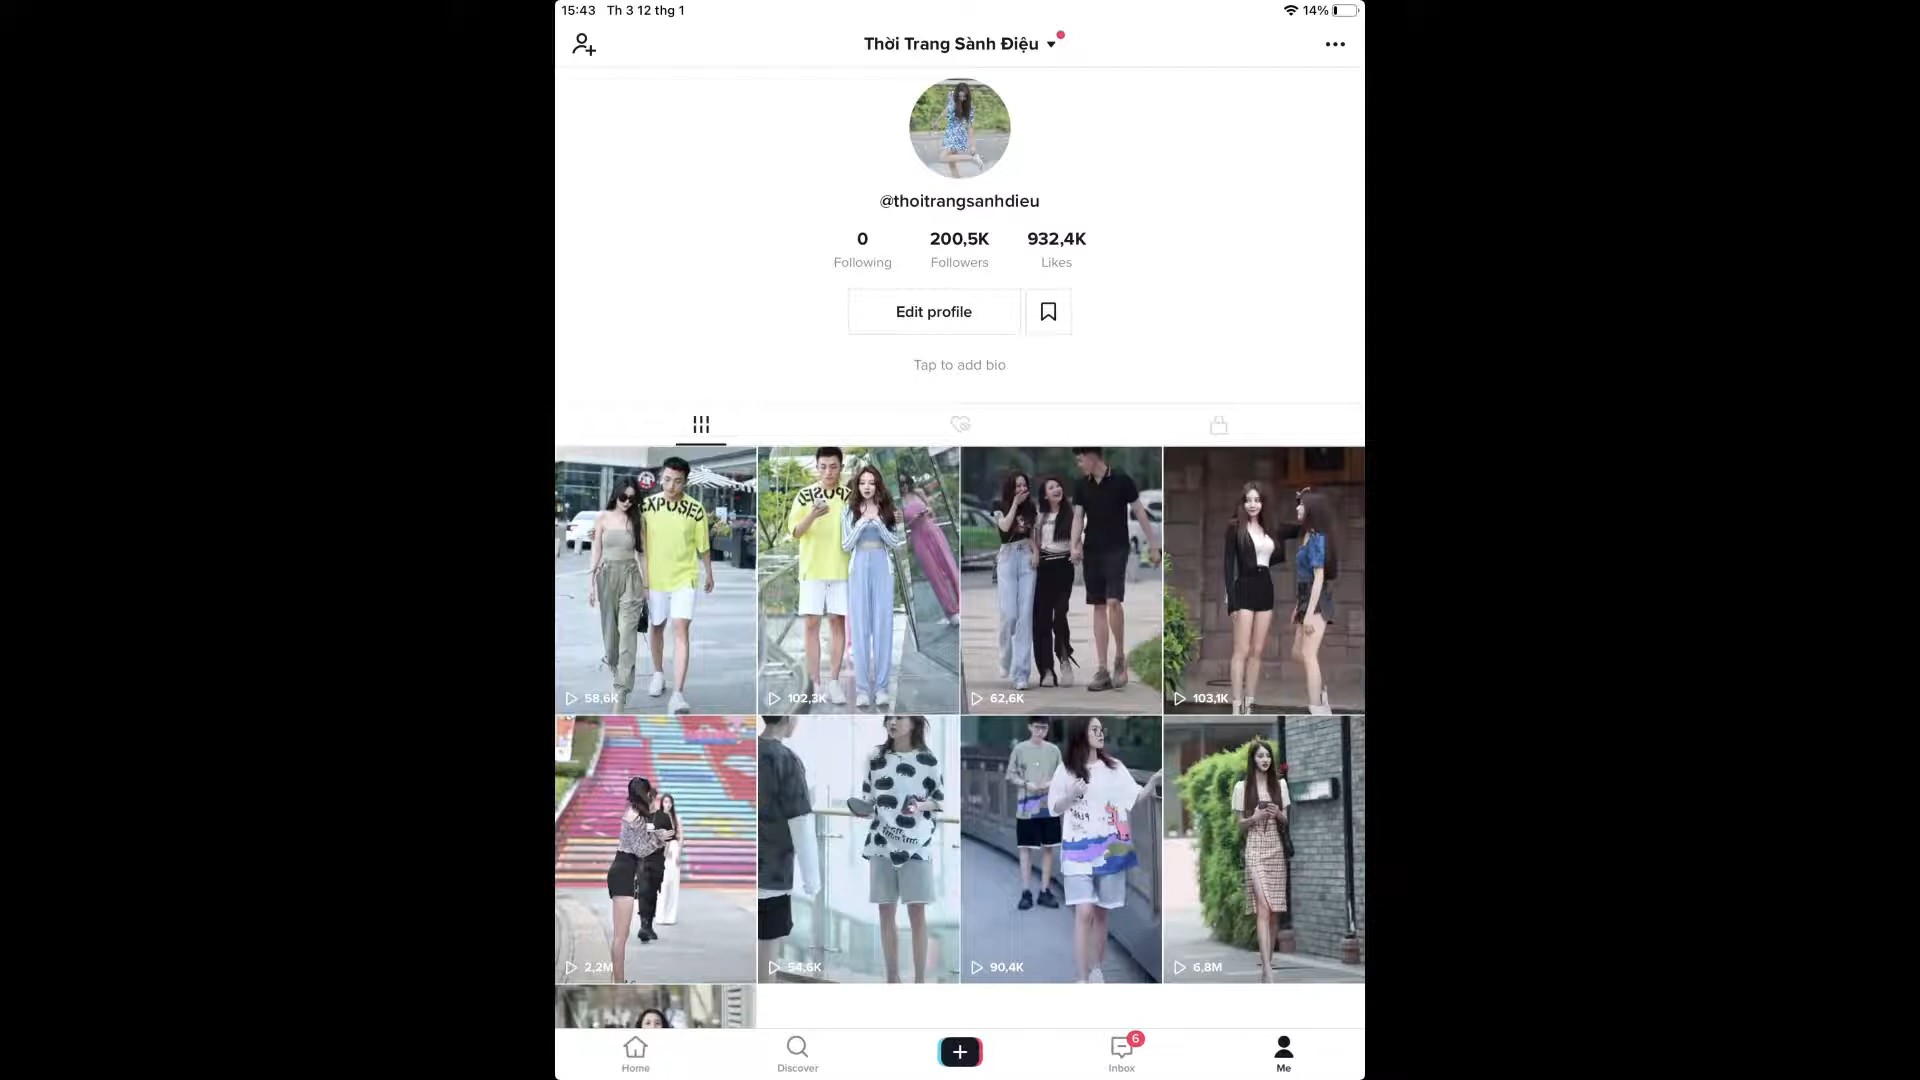 15:43 Th 3 12 thg 1
14%
Thời Trang Sành Điệu
@thoitrangsanhdieu
0 200,5K 932,4K
Following Followers Likes
Edit profile
Tap to add bio
EXPOSED
58,6K 102,3K 62,6K 103,1K
2,2M 54,6K 90,4K 6,8M
6
Home Discover Inbox Me